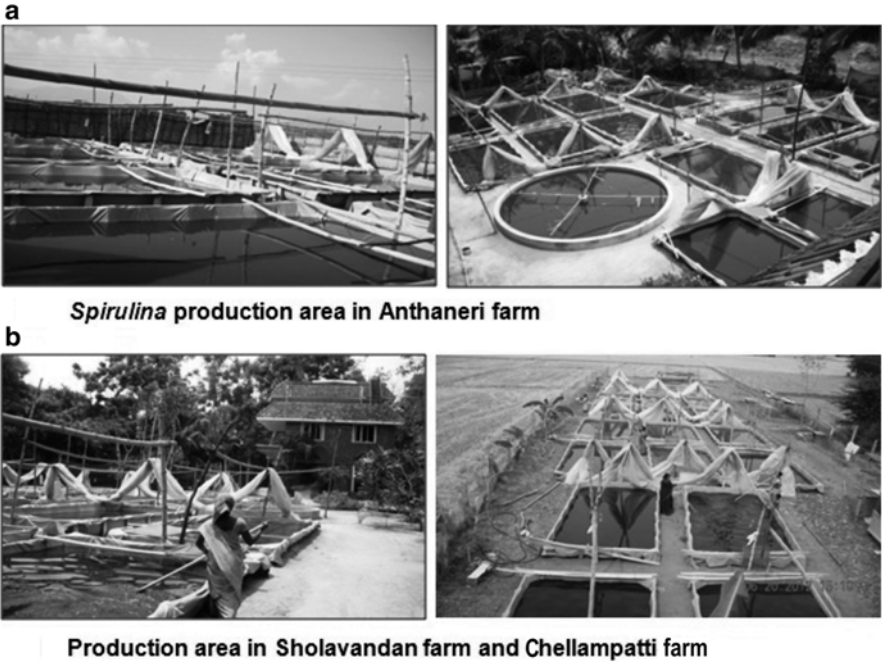 a
Spirulina production area in Anthaneri farm
b
Production area in Sholavandan farm and Chellampatti farm